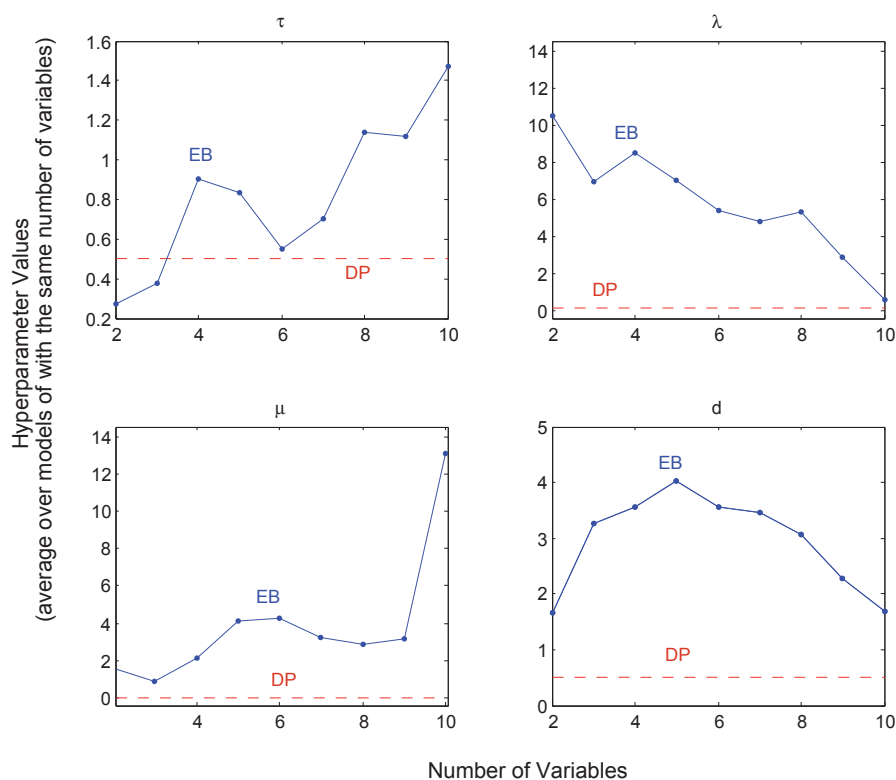 τ
1.6
1.4
1.2
1
0.8
0.6
0.4
0.2
EB
DP
2 4 6 8 10
λ
14
12
10
8
6
4
2
0
EB
DP
2 4 6 8 10
Hyperparameter Values
(average over models of with the same number of variables)
μ
14
12
10
8
6
4
2
0
EB
DP
4 6 8 10
d
5
4
3
2
1
0
EB
DP
2 4 6 8 10
Number of Variables